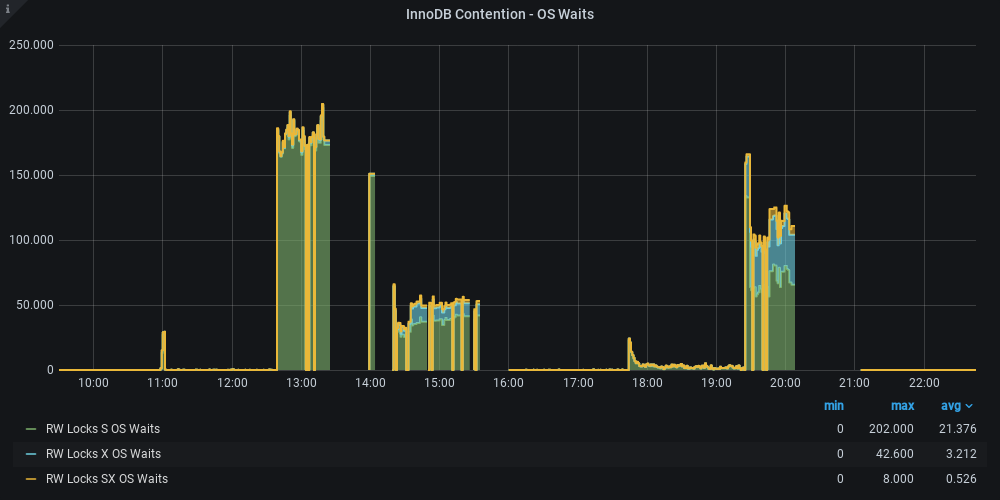 i
InnoDB Contention - OS Waits
250.000
200.000
150.000
100.000
50.000
0
10:00 11:00 12:00 13:00 14:00 15:00 16:00 17:00 18:00 19:00 20:00 21:00 22:00
min max avg
RW Locks S OS Waits 0 202.000 21.376
RW Locks X OS Waits 0 42.600 3.212
RW Locks SX OS Waits 0 8.000 0.526